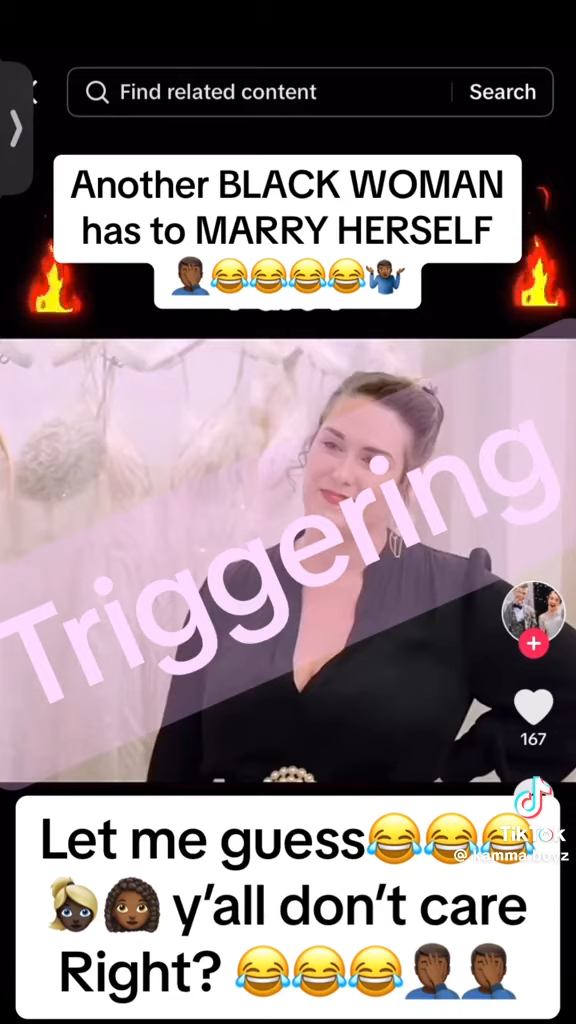 Find related content
Search
Another BLACK WOMAN
has to MARRY HERSELF
🤦🏾‍♂️😂😂😂😂🤷🏾‍♂️
Triggering
167
Let me guess😂😂😂
👱🏿‍♀️👩🏾‍🦱 y’all don’t care
Right? 😂😂😂🤦🏾‍♂️🤦🏾‍♂️
TikTok